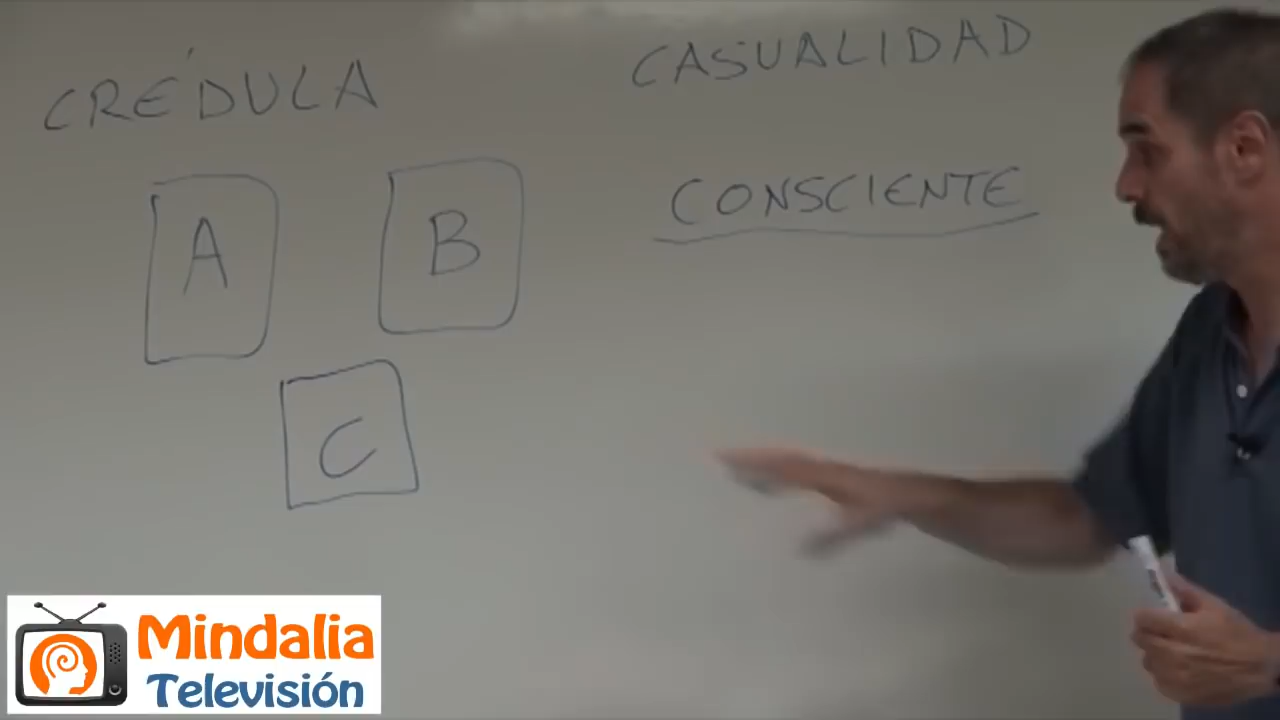 CRÉDULA
CASUALIDAD
A
B
CONSCIENTE
C
Mindalia
Televisión